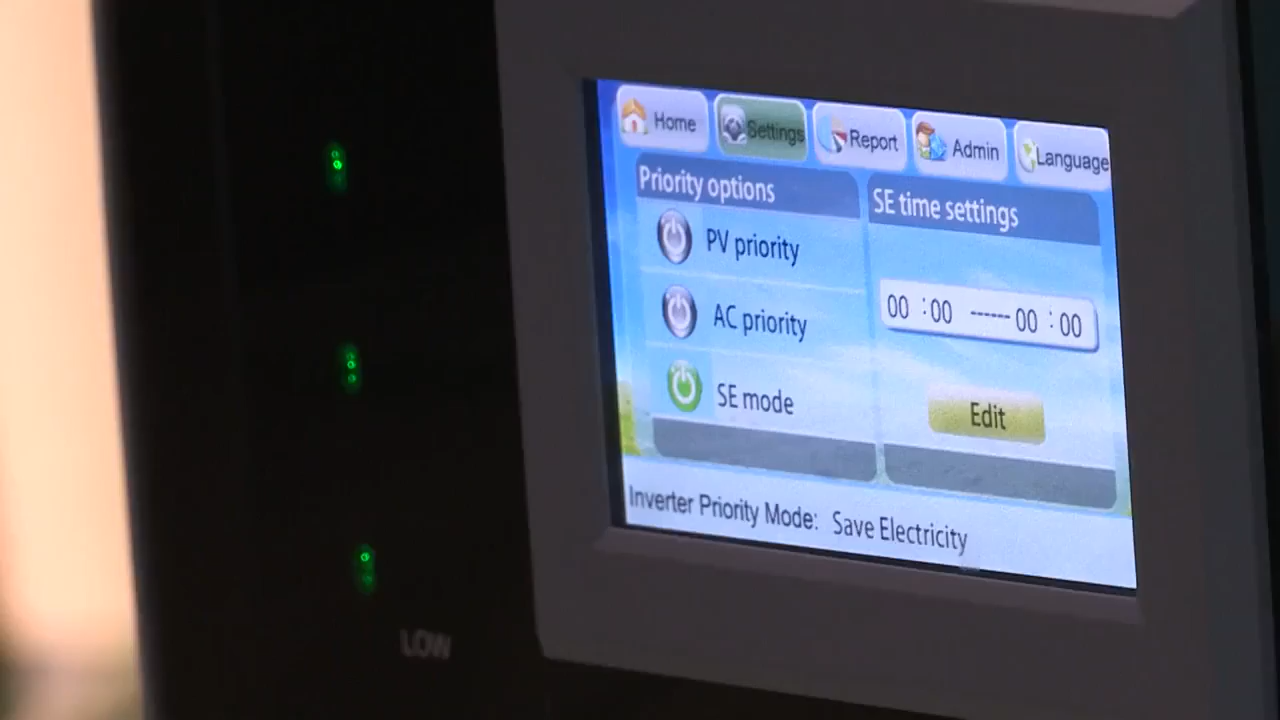 Home Settings Report Admin Language
Priority options
PV priority
AC priority
SE mode
SE time settings
00 :00 ------ 00 :00
Edit
Inverter Priority Mode: Save Electricity
LOW